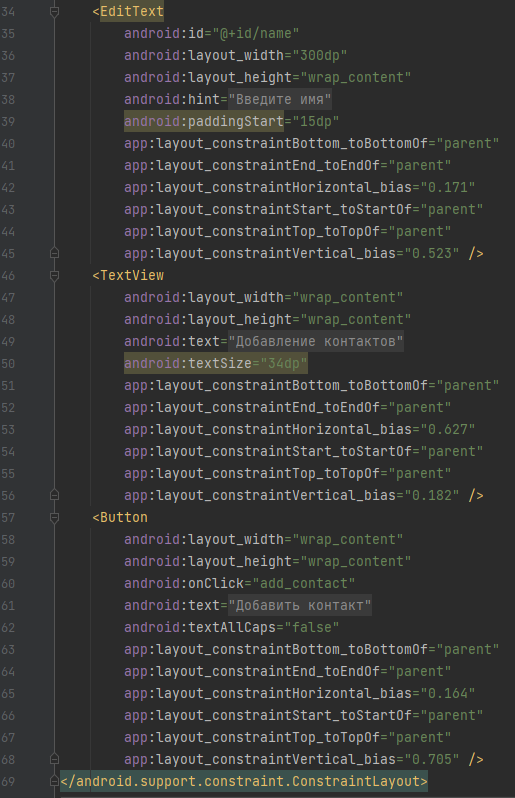 34 <EditText
35 android:id="@+id/name"
36 android:layout_width="300dp"
37 android:layout_height="wrap_content"
38 android:hint="Введите имя"
39 android:paddingStart="15dp"
40 app:layout_constraintBottom_toBottomOf="parent"
41 app:layout_constraintEnd_toEndOf="parent"
42 app:layout_constraintHorizontal_bias="0.171"
43 app:layout_constraintStart_toStartOf="parent"
44 app:layout_constraintTop_toTopOf="parent"
45 app:layout_constraintVertical_bias="0.523" />
46 <TextView
47 android:layout_width="wrap_content"
48 android:layout_height="wrap_content"
49 android:text="Добавление контактов"
50 android:textSize="34dp"
51 app:layout_constraintBottom_toBottomOf="parent"
52 app:layout_constraintEnd_toEndOf="parent"
53 app:layout_constraintHorizontal_bias="0.627"
54 app:layout_constraintStart_toStartOf="parent"
55 app:layout_constraintTop_toTopOf="parent"
56 app:layout_constraintVertical_bias="0.182" />
57 <Button
58 android:layout_width="wrap_content"
59 android:layout_height="wrap_content"
60 android:onClick="add_contact"
61 android:text="Добавить контакт"
62 android:textAllCaps="false"
63 app:layout_constraintBottom_toBottomOf="parent"
64 app:layout_constraintEnd_toEndOf="parent"
65 app:layout_constraintHorizontal_bias="0.164"
66 app:layout_constraintStart_toStartOf="parent"
67 app:layout_constraintTop_toTopOf="parent"
68 app:layout_constraintVertical_bias="0.705" />
69 </android.support.constraint.ConstraintLayout>